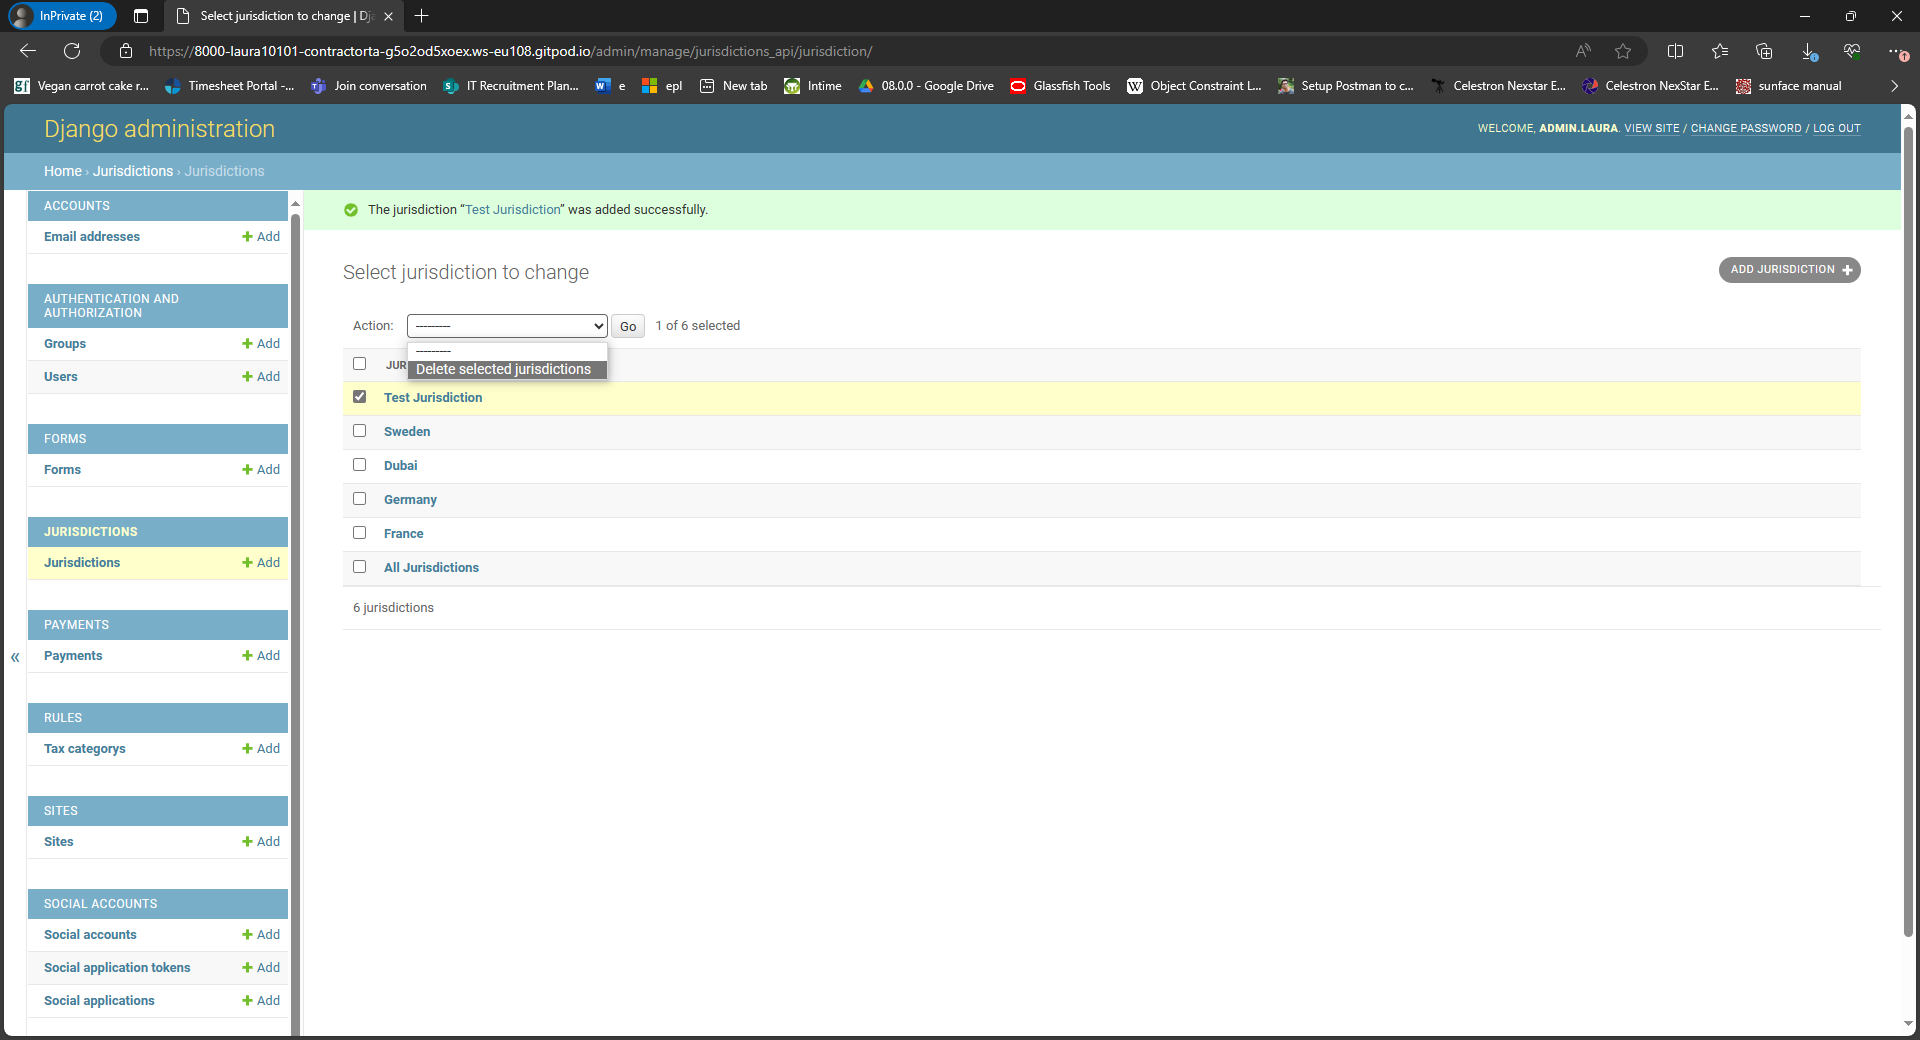 InPrivate (2)
Select jurisdiction to change | Dj
https://8000-laura10101-contractorta-g5o2od5xoex.ws-eu108.gitpod.io/admin/manage/jurisdictions_api/jurisdiction/
Vegan carrot cake r... Timesheet Portal -... Join conversation IT Recruitment Plan... e epl New tab Intime 08.0.0 - Google Drive Glassfish Tools Object Constraint L... Setup Postman to c... Celestron Nexstar E... Celestron NexStar E... sunface manual
Django administration
WELCOME, ADMIN.LAURA. VIEW SITE / CHANGE PASSWORD / LOG OUT
Home › Jurisdictions › Jurisdictions
ACCOUNTS
Email addresses + Add
AUTHENTICATION AND
AUTHORIZATION
Groups + Add
Users + Add
FORMS
Forms + Add
JURISDICTIONS
Jurisdictions + Add
PAYMENTS
Payments + Add
RULES
Tax categorys + Add
SITES
Sites + Add
SOCIAL ACCOUNTS
Social accounts + Add
Social application tokens + Add
Social applications + Add
«
The jurisdiction “Test Jurisdiction” was added successfully.
Select jurisdiction to change
ADD JURISDICTION +
Action: --------- Go 1 of 6 selected
---------
Delete selected jurisdictions
JUR
Test Jurisdiction
Sweden
Dubai
Germany
France
All Jurisdictions
6 jurisdictions